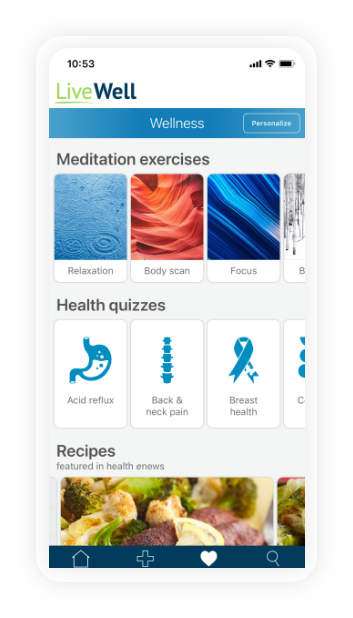 10:53
LiveWell
Wellness
Personalize
Meditation exercises
Relaxation
Body scan
Focus
B
Health quizzes
Acid reflux
Back &
neck pain
Breast
health
C
Recipes
featured in health enews